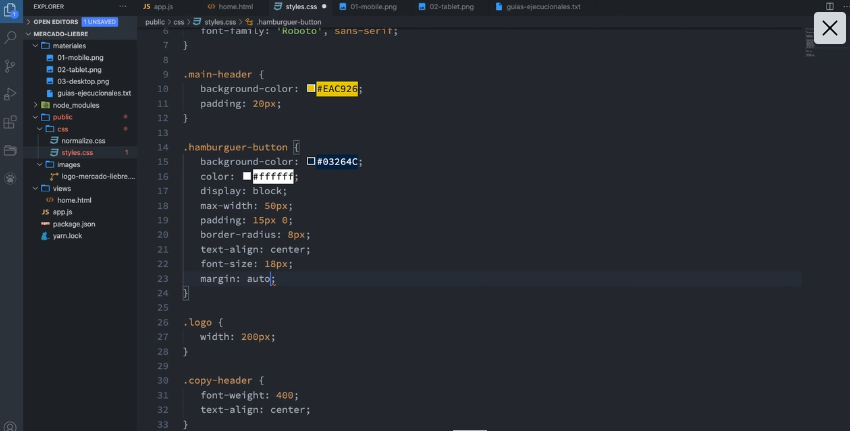 EXPLORER ··· JS app.js <> home.html styles.css 01-mobile.png 02-tablet.png guias-ejecucionales.txt
OPEN EDITORS 1 UNSAVED
public > css > styles.css > .hamburguer-button
MERCADO-LIEBRE
materiales
01-mobile.png
02-tablet.png
03-desktop.png
guias-ejecucionales.txt
node_modules
public
css
normalize.css
styles.css 1
images
logo-mercado-liebre....
views
<> home.html
JS app.js
package.json
yarn.lock
6 font-family: 'Roboto', sans-serif;
7 }
8
9 .main-header {
10 background-color: #EAC926;
11 padding: 20px;
12 }
13
14 .hamburguer-button {
15 background-color: #03264C;
16 color: #ffffff;
17 display: block;
18 max-width: 50px;
19 padding: 15px 0;
20 border-radius: 8px;
21 text-align: center;
22 font-size: 18px;
23 margin: auto;
24 }
25
26 .logo {
27 width: 200px;
28 }
29
30 .copy-header {
31 font-weight: 400;
32 text-align: center;
33 }